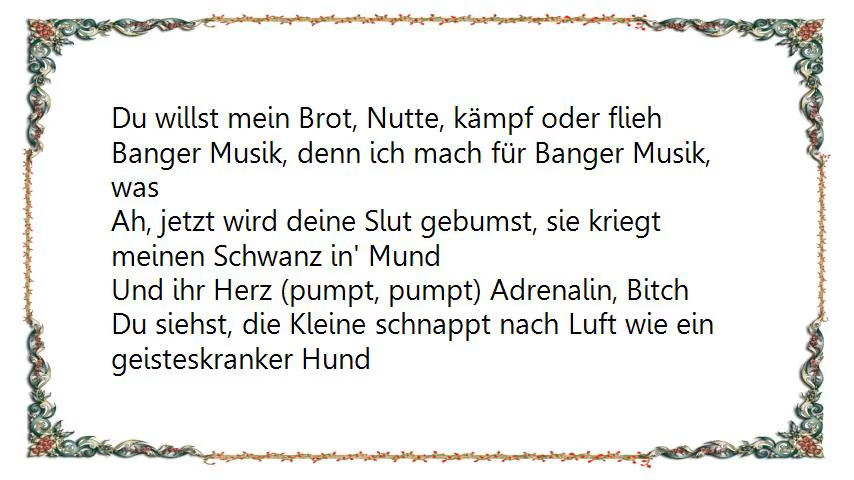 Du willst mein Brot, Nutte, kämpf oder flieh
Banger Musik, denn ich mach für Banger Musik,
was
Ah, jetzt wird deine Slut gebumst, sie kriegt
meinen Schwanz in' Mund
Und ihr Herz (pumpt, pumpt) Adrenalin, Bitch
Du siehst, die Kleine schnappt nach Luft wie ein
geisteskranker Hund